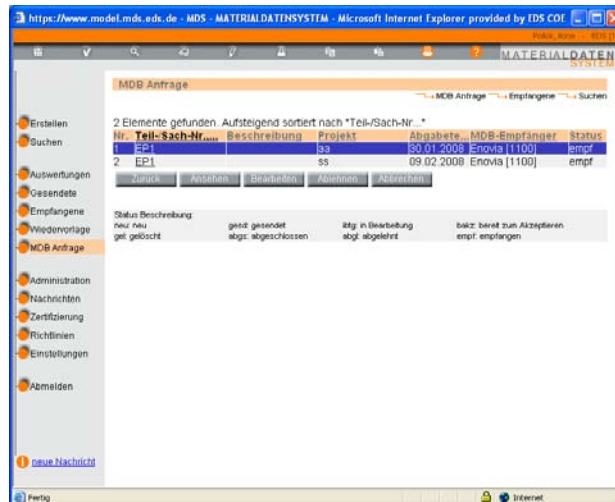 https://www.model.mds.eds.de - MDS - MATERIALDATENSYSTEM - Microsoft Internet Explorer provided by EDS COE
MATERIALDATEN
SYSTEM
MDB Anfrage
MDB Anfrage Empfangene Suchen
2 Elemente gefunden. Aufsteigend sortiert nach "Teil-/Sach-Nr..."
Nr. Teil-/Sach-Nr..... Beschreibung Projekt Abgabete... MDB-Empfänger Status
1 EP1 aa 30.01.2008 Enovia [1100] empf
2 EP1 ss 09.02.2008 Enovia [1100] empf
Zurück Ansehen Bearbeiten Ablehnen Abbrechen
Status Beschreibung:
neu: neu gesd: gesendet ibtg: in Bearbeitung bakz: bereit zum Akzeptieren
gel: gelöscht abgs: abgeschlossen abgl: abgelehnt empf: empfangen
Erstellen
Suchen
Auswertungen
Gesendete
Empfangene
Wiedervorlage
MDB Anfrage
Administration
Nachrichten
Zertifizierung
Richtlinien
Einstellungen
Abmelden
neue Nachricht
Fertig Internet